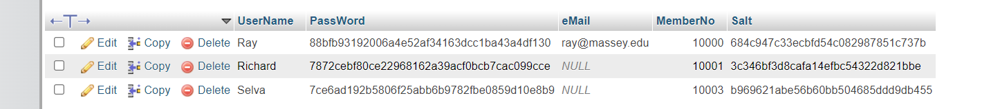 UserName PassWord eMail MemberNo Salt
Edit Copy Delete Ray 88bfb93192006a4e52af34163dcc1ba43a4df130 ray@massey.edu 10000 684c947c33ecbfd54c082987851c737b
Edit Copy Delete Richard 7872cebf80ce22968162a39acf0bcb7cac099cce NULL 10001 3c346bf3d8cafa14efbc54322d821bbe
Edit Copy Delete Selva 7ce6ad192b5806f25abb6b9782fbe0859d10e8b9 NULL 10003 b969621abe56b60bb504685ddd9db455